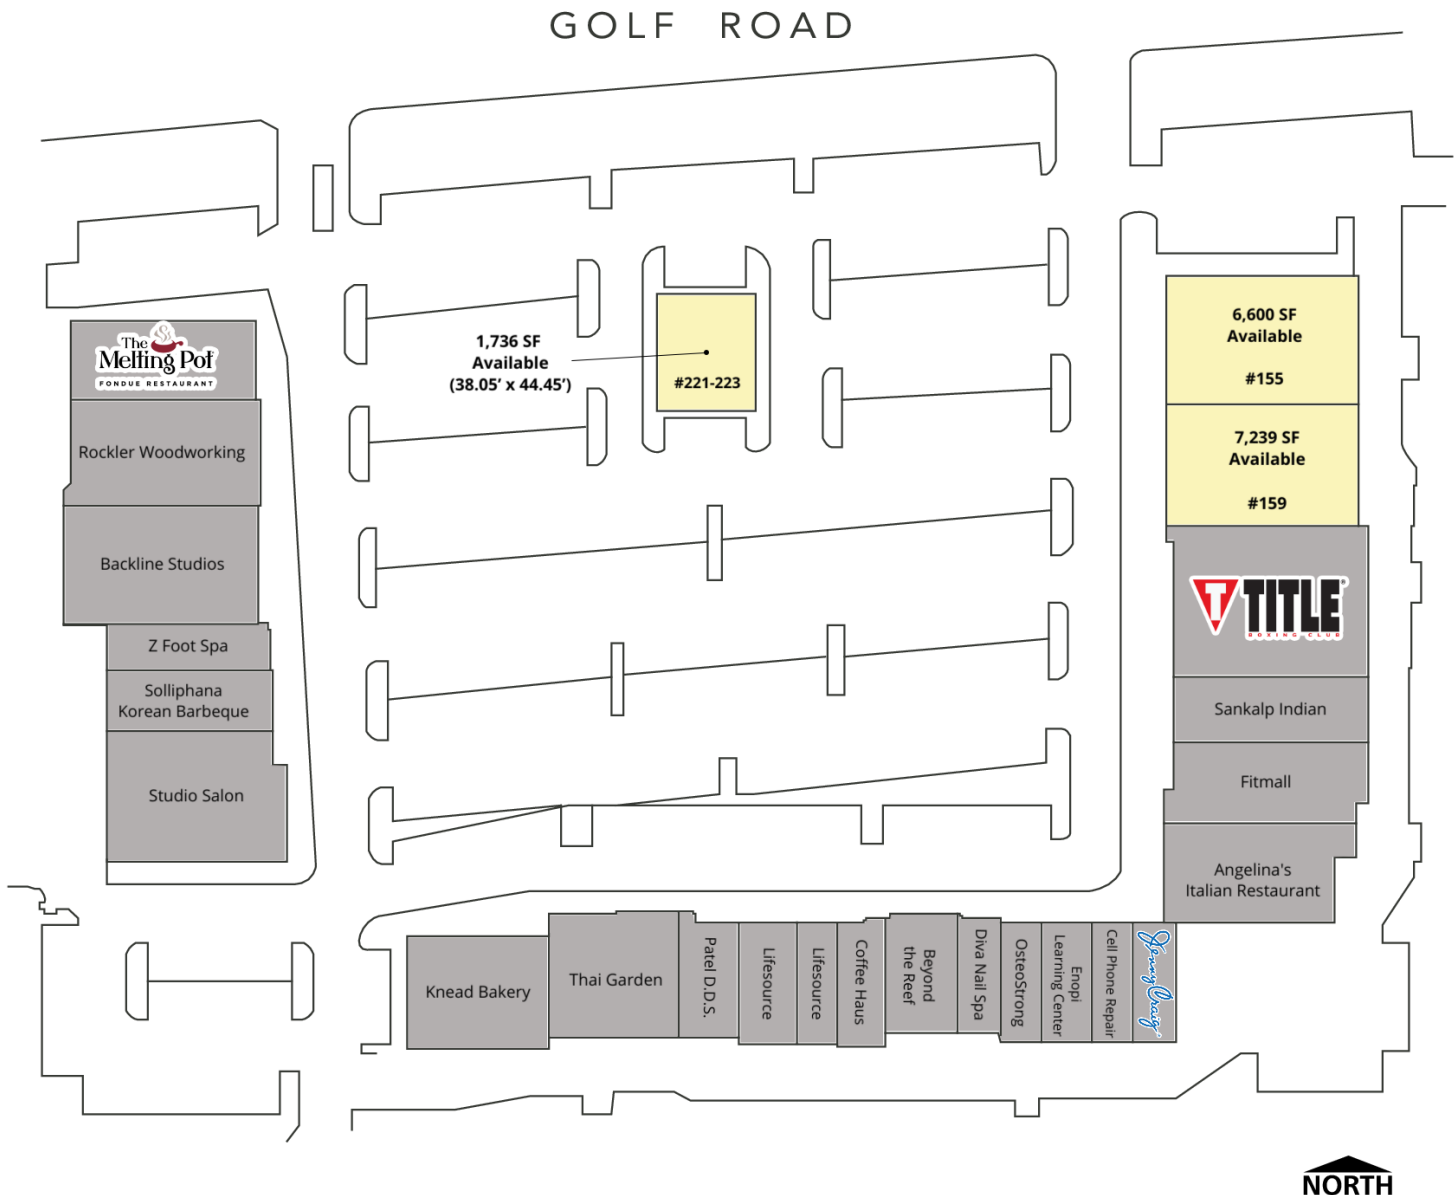 GOLF ROAD
The
Melting Pot
FONDUE RESTAURANT
Rockler Woodworking
Backline Studios
Z Foot Spa
Solliphana
Korean Barbeque
Studio Salon
1,736 SF
Available
(38.05’ x 44.45’)
#221-223
6,600 SF
Available
#155
7,239 SF
Available
#159
T TITLE®
BOXING CLUB
Sankalp Indian
Fitmall
Angelina's
Italian Restaurant
Knead Bakery
Thai Garden
Patel D.D.S.
Lifesource
Lifesource
Coffee Haus
Beyond
the Reef
Diva Nail Spa
OsteoStrong
Enopi
Learning Center
Cell Phone Repair
Jenny Craig
NORTH